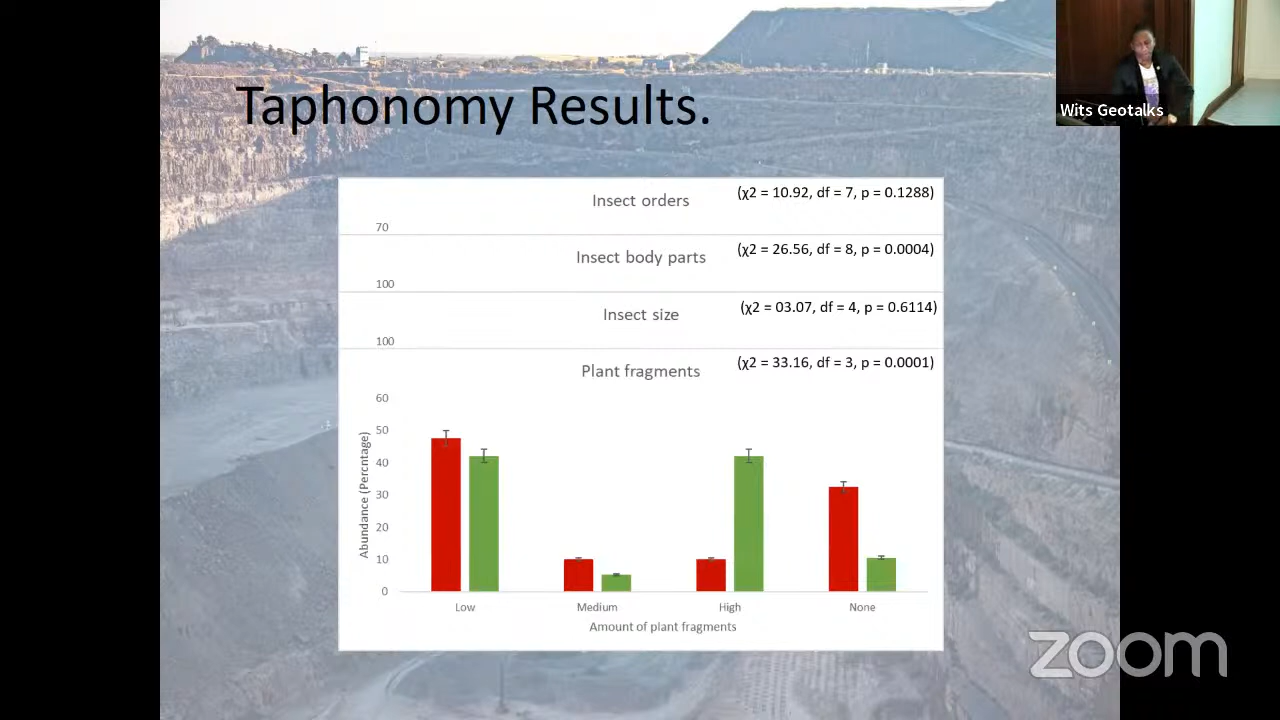 Taphonomy Results.
Wits Geotalks
Insect orders
(χ2 = 10.92, df = 7, p = 0.1288)
70
Insect body parts
(χ2 = 26.56, df = 8, p = 0.0004)
100
Insect size
(χ2 = 03.07, df = 4, p = 0.6114)
100
Plant fragments
(χ2 = 33.16, df = 3, p = 0.0001)
60
50
40
30
20
10
0
Abundance (Percntage)
Low Medium High None
Amount of plant fragments
zoom